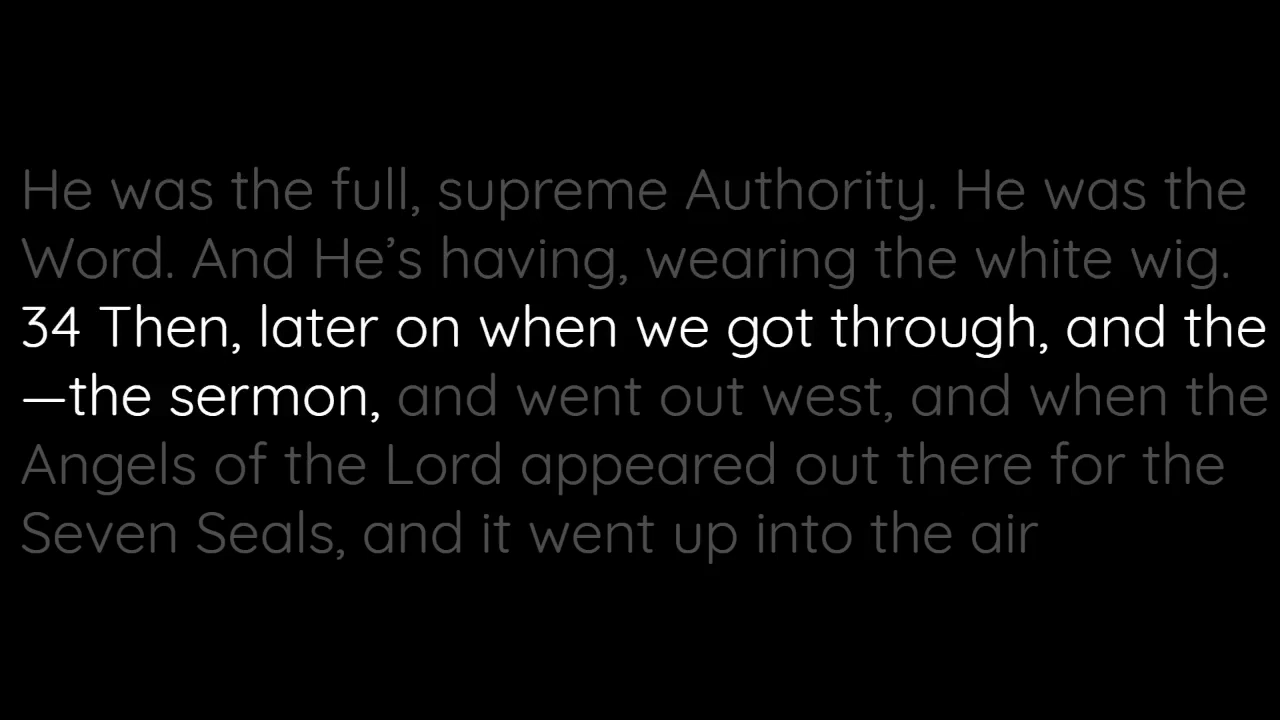 He was the full, supreme Authority. He was the
Word. And He’s having, wearing the white wig.
34 Then, later on when we got through, and the
—the sermon, and went out west, and when the
Angels of the Lord appeared out there for the
Seven Seals, and it went up into the air